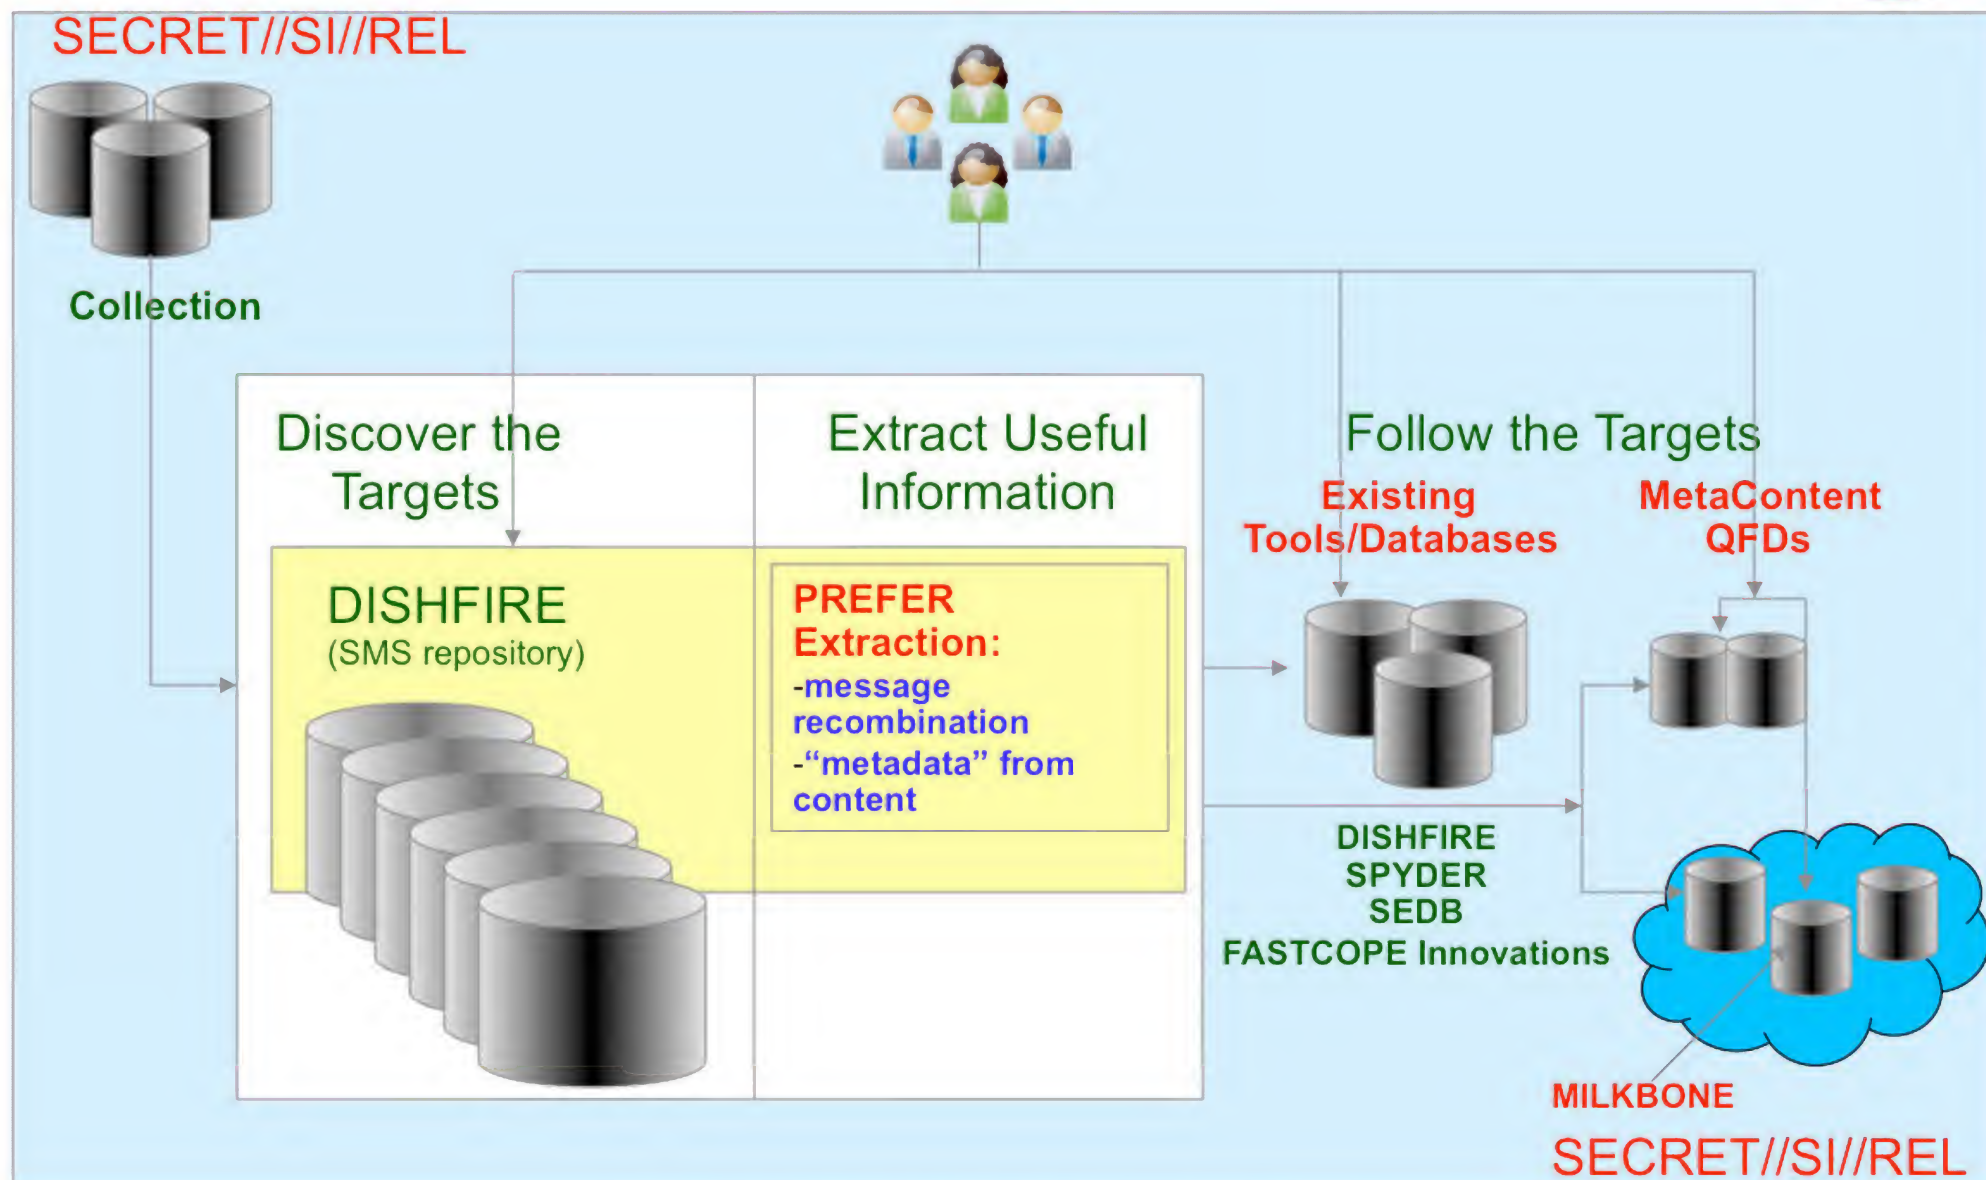 SECRET//SI//REL
Collection
Discover the
Targets
Extract Useful
Information
Follow the Targets
Existing
Tools/Databases
MetaContent
QFDs
DISHFIRE
(SMS repository)
PREFER
Extraction:
-message
recombination
-“metadata” from
content
DISHFIRE
SPYDER
SEDB
FASTCOPE Innovations
MILKBONE
SECRET//SI//REL